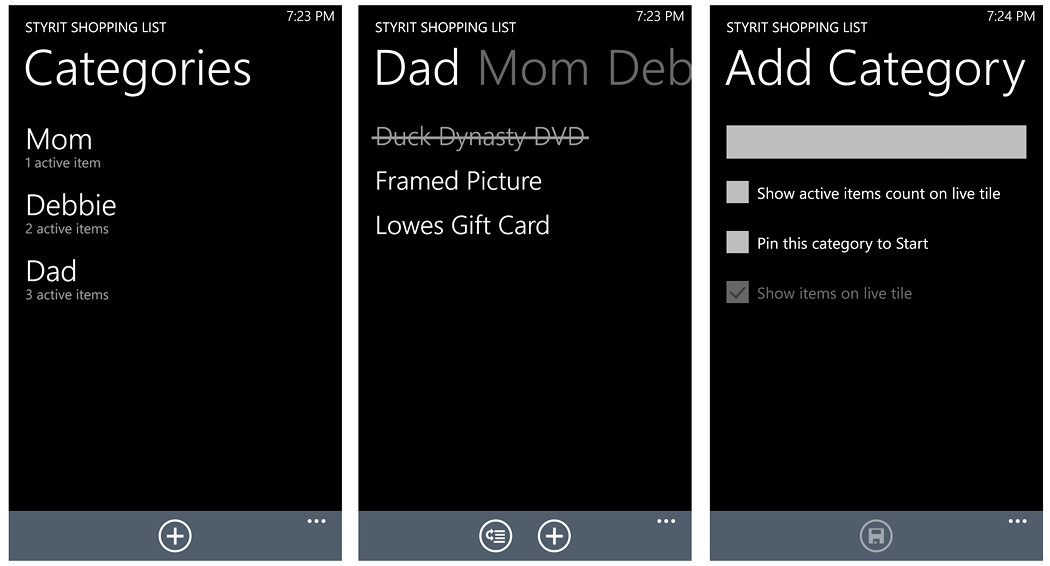 7:23 PM
STYRIT SHOPPING LIST
Categories
Mom
1 active item
Debbie
2 active items
Dad
3 active items
7:23 PM
STYRIT SHOPPING LIST
Dad Mom Deb
Duck Dynasty DVD
Framed Picture
Lowes Gift Card
7:24 PM
STYRIT SHOPPING LIST
Add Category
Show active items count on live tile
Pin this category to Start
Show items on live tile